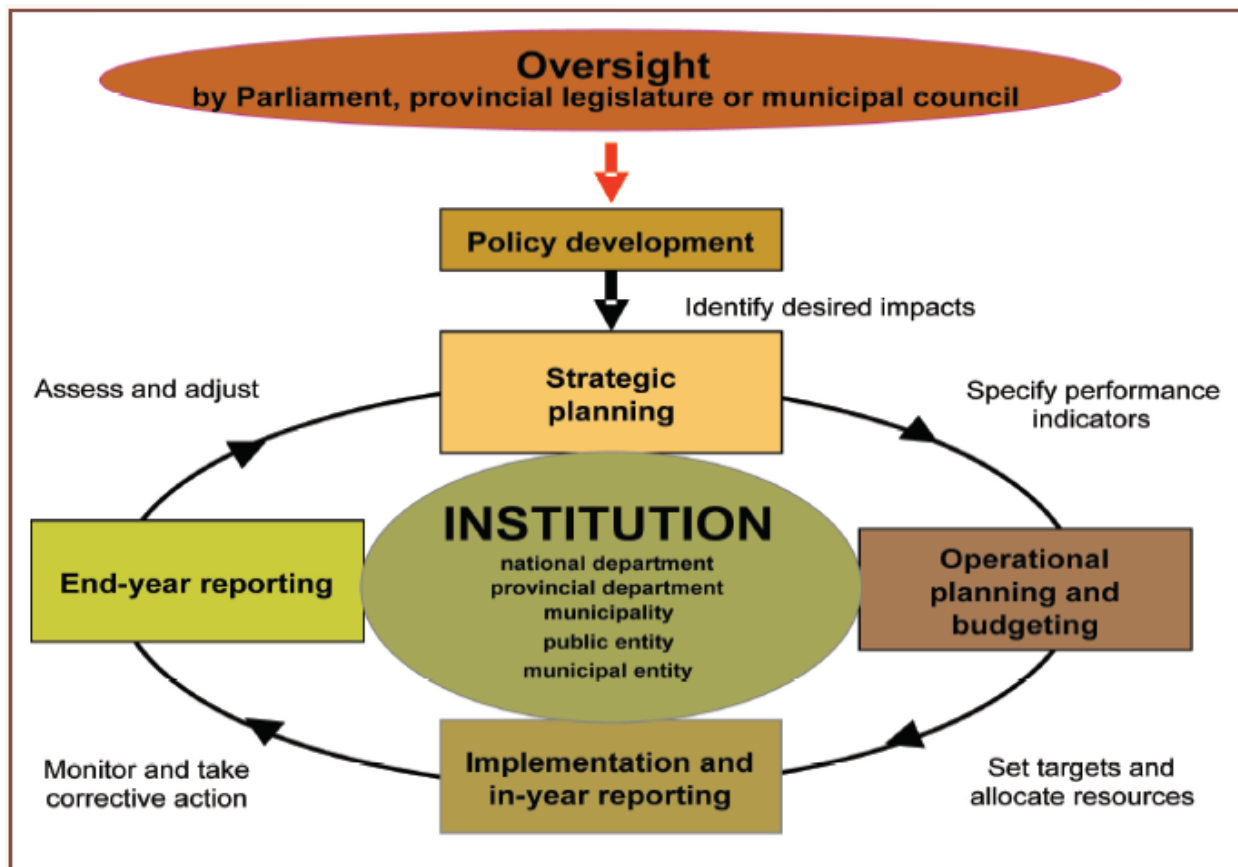 Oversight
by Parliament, provincial legislature or municipal council
Policy development
Identify desired impacts
Strategic
planning
Assess and adjust
Specify performance
indicators
INSTITUTION
national department
provincial department
municipality
public entity
municipal entity
End-year reporting
Operational
planning and
budgeting
Implementation and
in-year reporting
Monitor and take
corrective action
Set targets and
allocate resources